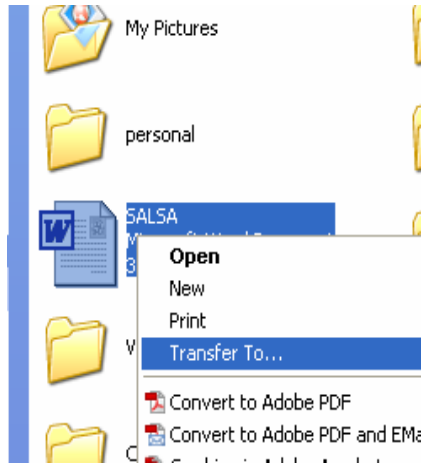 My Pictures
personal
SALSA
3
Open
New
Print
V
Transfer To...
Convert to Adobe PDF
Convert to Adobe PDF and EMa
C